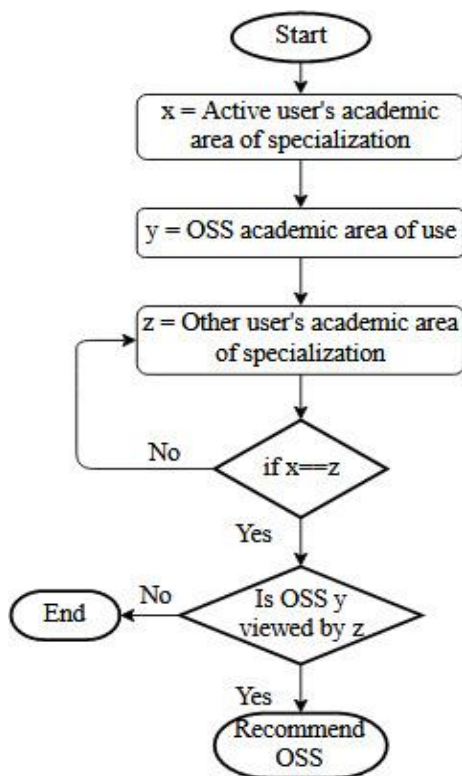 Start
x = Active user's academic
area of specialization
y = OSS academic area of use
z = Other user's academic area
of specialization
No
if x==z
Yes
Is OSS y
viewed by z
No
End
Yes
Recommend
OSS